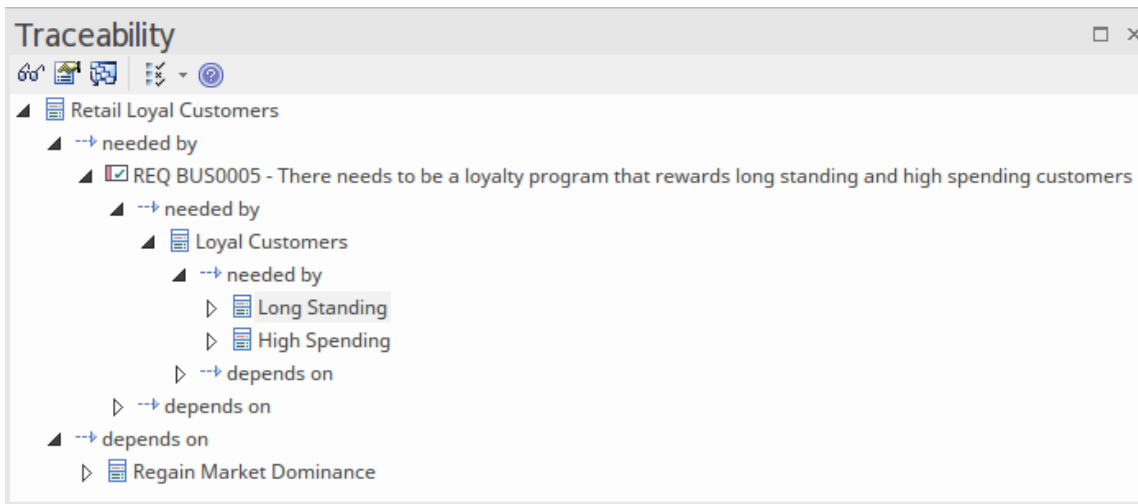 Traceability
Retail Loyal Customers
needed by
REQ BUS0005 - There needs to be a loyalty program that rewards long standing and high spending customers
needed by
Loyal Customers
needed by
Long Standing
High Spending
depends on
depends on
depends on
Regain Market Dominance